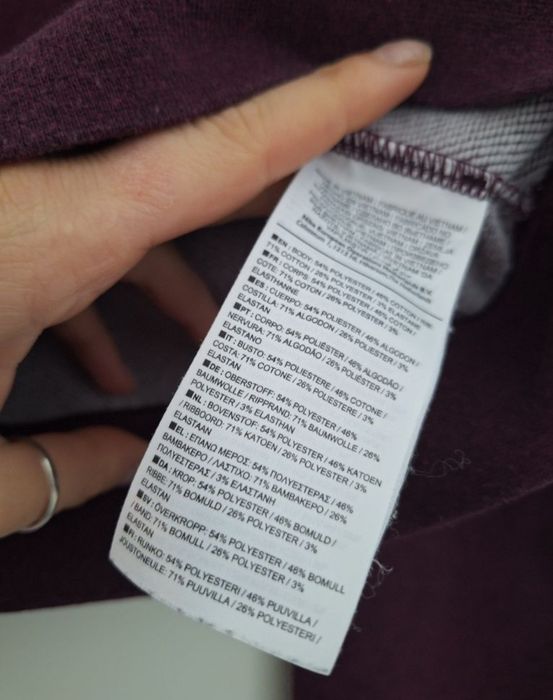 ■EN : BODY: 54% POLYESTER / 46% COTTON / RIB:
71% COTTON / 26% POLYESTER / 3% ELASTANE
■FR : CORPS: 54% POLYESTER / 46% COTON /
COTE: 71% COTON / 26% POLYESTER / 3%
ELASTHANNE
■ES : CUERPO: 54% POLIÉSTER / 46% ALGODÓN /
COSTILLA: 71% ALGODÓN / 26% POLIÉSTER / 3%
ELASTAN
■PT : CORPO: 54% POLIÉSTER / 46% ALGODÃO /
NERVURA: 71% ALGODÃO / 26% POLIÉSTER / 3%
ELASTANO
■IT : BUSTO: 54% POLIESTERE / 46% COTONE /
COSTA: 71% COTONE / 26% POLIESTERE / 3%
ELASTAN
■DE : OBERSTOFF: 54% POLYESTER / 46%
BAUMWOLLE / RIPPRAND: 71% BAUMWOLLE / 26%
POLYESTER / 3% ELASTHAN
■NL : BOVENSTOF: 54% POLYESTER / 46% KATOEN
/ RIBBOORD: 71% KATOEN / 26% POLYESTER / 3%
ELASTAAN
■EL : ΕΠΑΝΩ ΜΕΡΟΣ: 54% ΠΟΛΥΕΣΤΕΡΑΣ / 46%
ΒΑΜΒΑΚΕΡΟ / ΛΑΣΤΙΧΟ: 71% ΒΑΜΒΑΚΕΡΟ / 26%
ΠΟΛΥΕΣΤΕΡΑΣ / 3% ΕΛΑΣΤΑΝΗ
■DA : KROP: 54% POLYESTER / 46% BOMULD /
RIBBE: 71% BOMULD / 26% POLYESTER / 3%
ELASTAN
■SV : ÖVERKROPP: 54% POLYESTER / 46% BOMULL
/ BAND: 71% BOMULL / 26% POLYESTER / 3%
ELASTAN
■FI : RUNKO: 54% POLYESTERI / 46% PUUVILLA /
JOUSTONEULE: 71% PUUVILLA / 26% POLYESTERI /